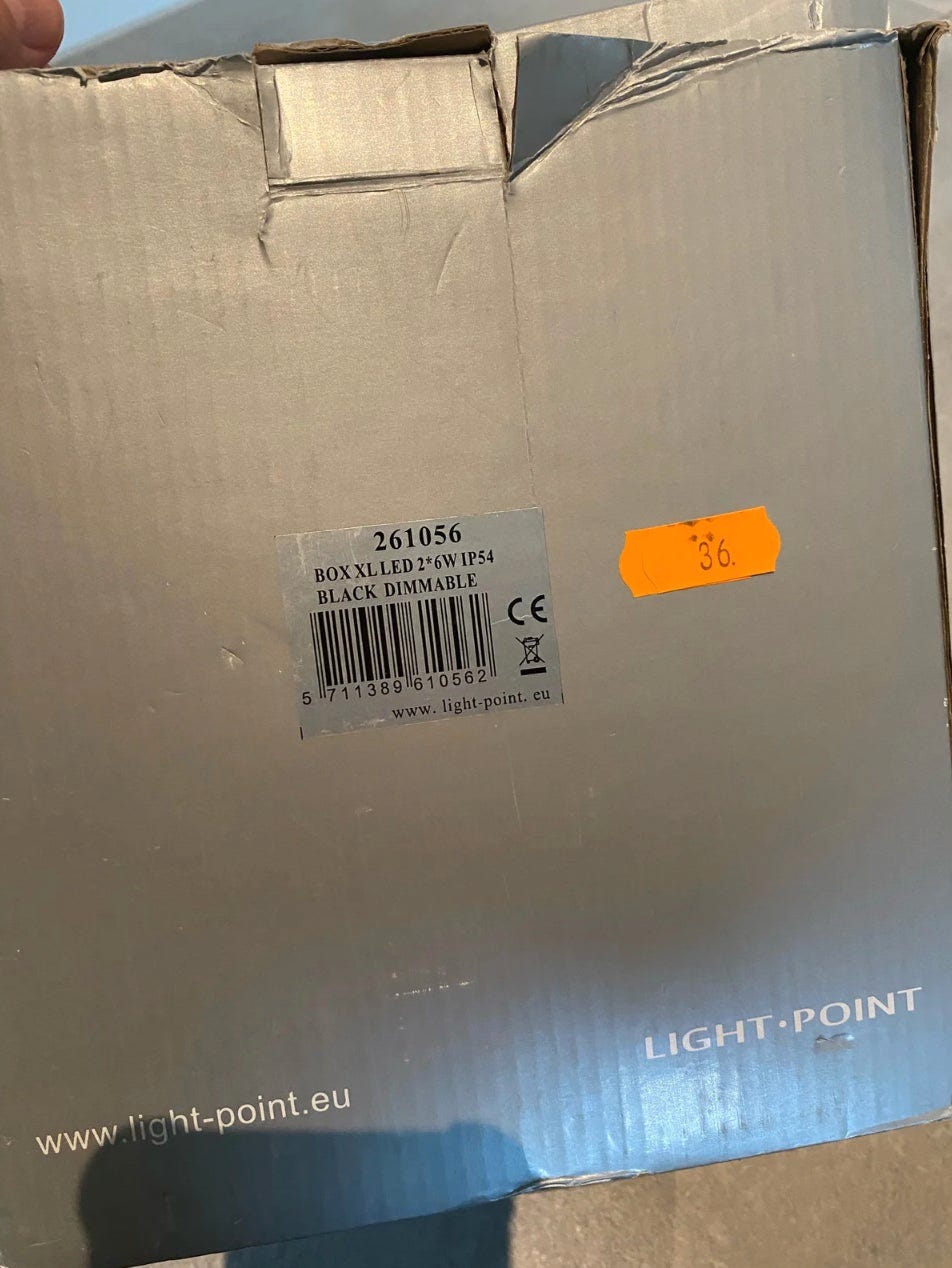 261056
BOX XL LED 2*6W IP54
BLACK DIMMABLE
CE
5 711389 610562
www. light-point. eu
36.
LIGHT·POINT
www.light-point.eu